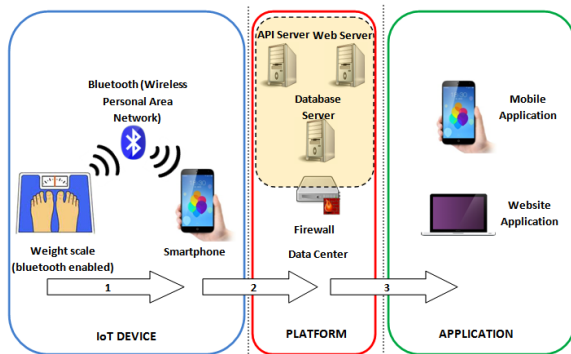 Bluetooth (Wireless
Personal Area
Network)
Weight scale
(bluetooth enabled)
Smartphone
1
IoT DEVICE
API Server
Web Server
Database
Server
Firewall
Data Center
2
PLATFORM
Mobile
Application
Website
Application
3
APPLICATION